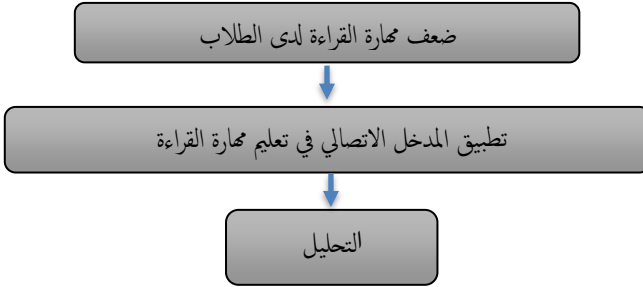 ضعف مهارة القراءة لدى الطلاب
تطبيق المدخل الاتصالي في تعليم مهارة القراءة
التحليل